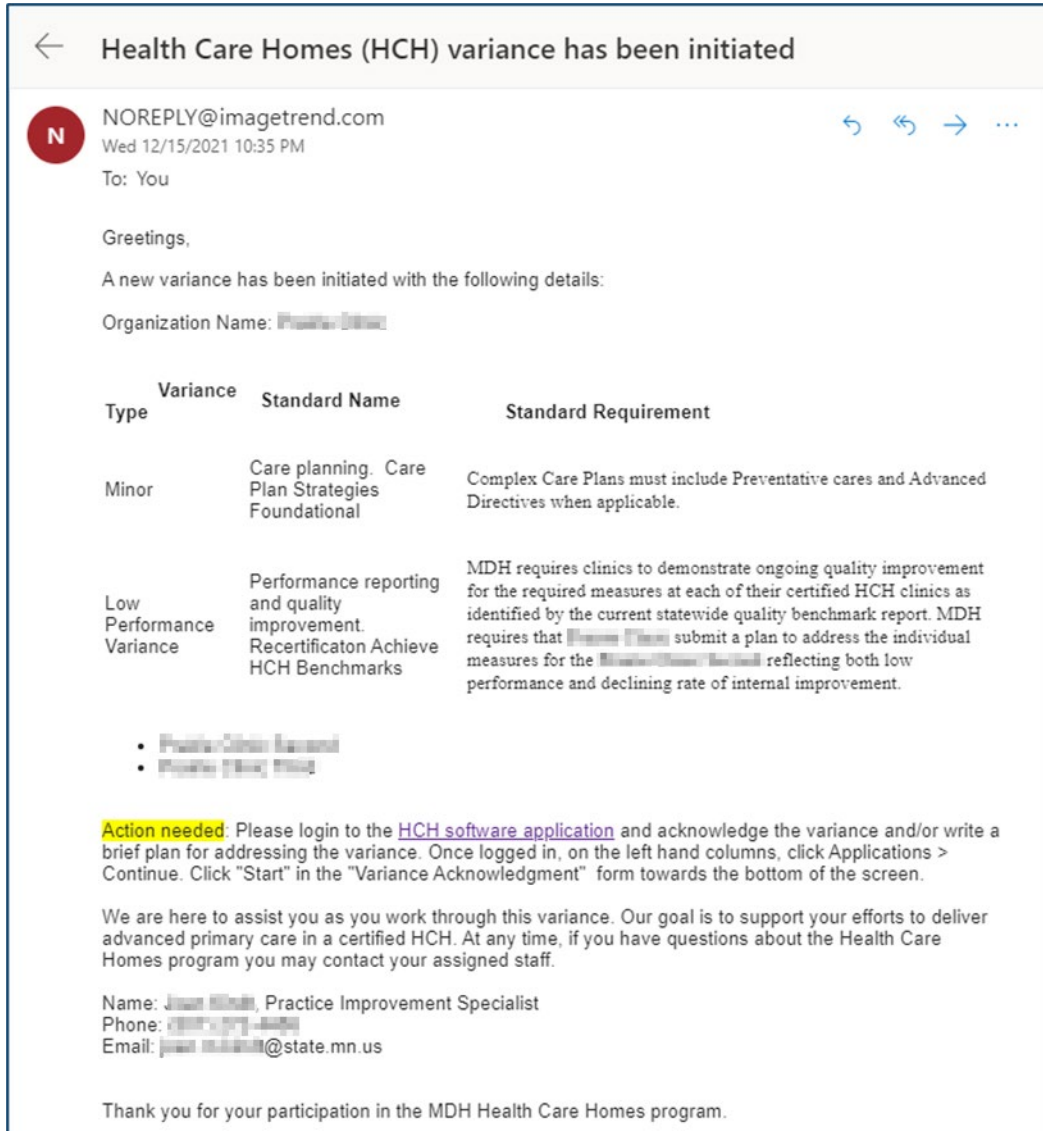 Health Care Homes (HCH) variance has been initiated
N
NOREPLY@imagetrend.com
Wed 12/15/2021 10:35 PM
To: You
Greetings,
A new variance has been initiated with the following details:
Organization Name:
Variance
Type
Standard Name
Standard Requirement
Minor
Care planning. Care
Plan Strategies
Foundational
Complex Care Plans must include Preventative cares and Advanced
Directives when applicable.
Low
Performance
Variance
Performance reporting
and quality
improvement.
Recertificaton Achieve
HCH Benchmarks
MDH requires clinics to demonstrate ongoing quality improvement
for the required measures at each of their certified HCH clinics as
identified by the current statewide quality benchmark report. MDH
requires that submit a plan to address the individual
measures for the reflecting both low
performance and declining rate of internal improvement.
Action needed: Please login to the HCH software application and acknowledge the variance and/or write a
brief plan for addressing the variance. Once logged in, on the left hand columns, click Applications >
Continue. Click "Start" in the "Variance Acknowledgment" form towards the bottom of the screen.
We are here to assist you as you work through this variance. Our goal is to support your efforts to deliver
advanced primary care in a certified HCH. At any time, if you have questions about the Health Care
Homes program you may contact your assigned staff.
Name: , Practice Improvement Specialist
Phone:
Email: @state.mn.us
Thank you for your participation in the MDH Health Care Homes program.